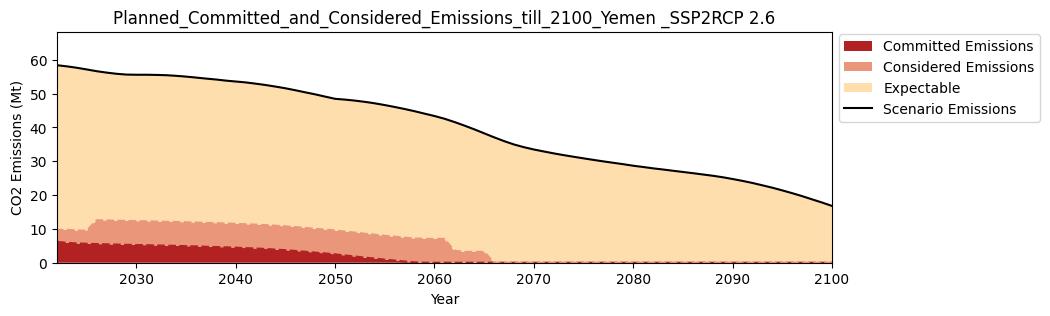 Planned_Committed_and_Considered_Emissions_till_2100_Yemen _SSP2RCP 2.6
Committed Emissions
Considered Emissions
Expectable
Scenario Emissions
CO2 Emissions (Mt)
60
50
40
30
20
10
0
2030 2040 2050 2060 2070 2080 2090 2100
Year